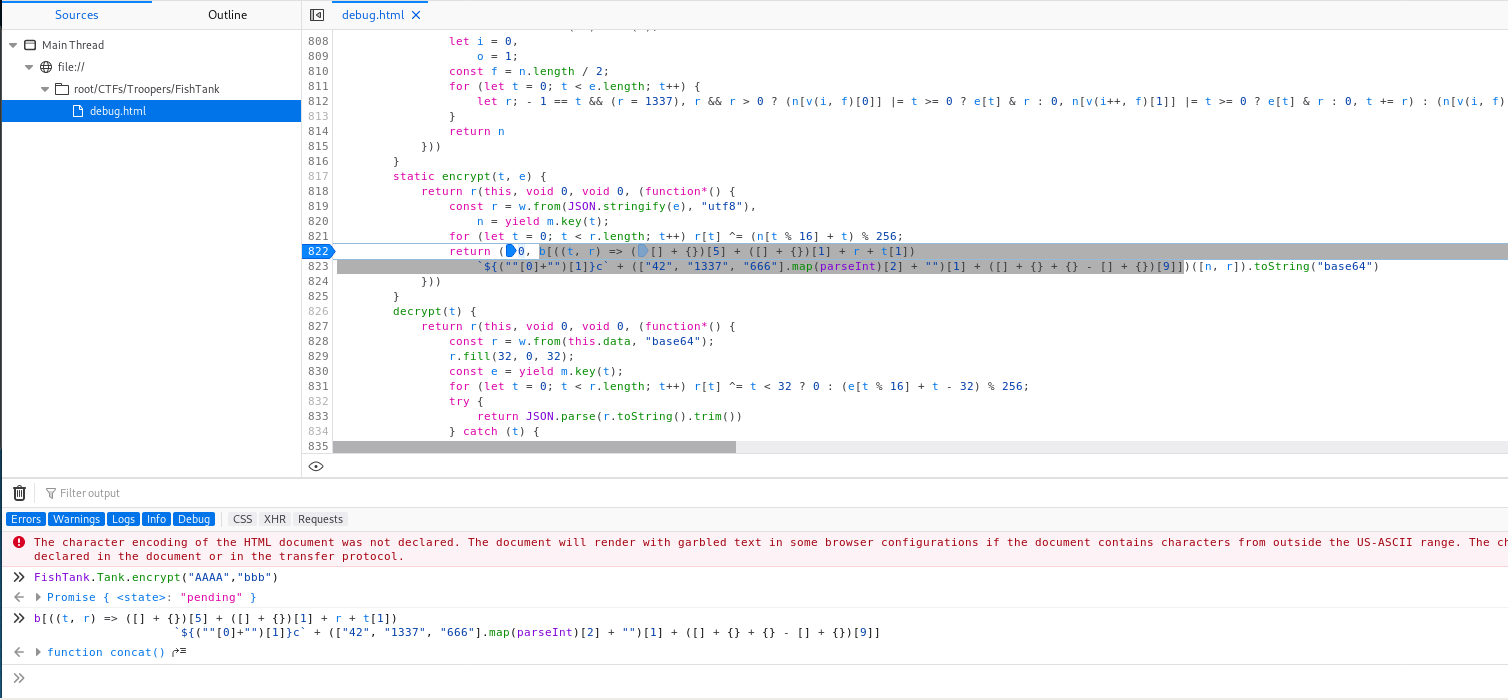 Sources
Outline
debug.html
Main Thread
file://
root/CTFs/Troopers/FishTank
debug.html
808 let i = 0,
809 o = 1;
810 const f = n.length / 2;
811 for (let t = 0; t < e.length; t++) {
812 let r; - 1 == t && (r = 1337), r && r > 0 ? (n[v(i, f)[0]] |= t >= 0 ? e[t] & r : 0, n[v(i++, f)[1]] |= t >= 0 ? e[t] & r : 0, t += r) : (n[v(i, f)
813 }
814 return n
815 }))
816 }
817 static encrypt(t, e) {
818 return r(this, void 0, void 0, (function*() {
819 const r = w.from(JSON.stringify(e), "utf8"),
820 n = yield m.key(t);
821 for (let t = 0; t < r.length; t++) r[t] ^= (n[t % 16] + t) % 256;
822 return (0, b[((t, r) => ([] + {})[5] + ([] + {})[1] + r + t[1])
823 `${(""[0]+"")[1]}c` + (["42", "1337", "666"].map(parseInt)[2] + "")[1] + ([] + {} + {} - [] + {})[9]])([n, r]).toString("base64")
824 }))
825 }
826 decrypt(t) {
827 return r(this, void 0, void 0, (function*() {
828 const r = w.from(this.data, "base64");
829 r.fill(32, 0, 32);
830 const e = yield m.key(t);
831 for (let t = 0; t < r.length; t++) r[t] ^= t < 32 ? 0 : (e[t % 16] + t - 32) % 256;
832 try {
833 return JSON.parse(r.toString().trim())
834 } catch (t) {
835
Filter output
Errors Warnings Logs Info Debug CSS XHR Requests
The character encoding of the HTML document was not declared. The document will render with garbled text in some browser configurations if the document contains characters from outside the US-ASCII range. The
declared in the document or in the transfer protocol.
FishTank.Tank.encrypt("AAAA","bbb")
Promise { <state>: "pending" }
b[((t, r) => ([] + {})[5] + ([] + {})[1] + r + t[1])
`${(""[0]+"")[1]}c` + (["42", "1337", "666"].map(parseInt)[2] + "")[1] + ([] + {} + {} - [] + {})[9]]
function concat()